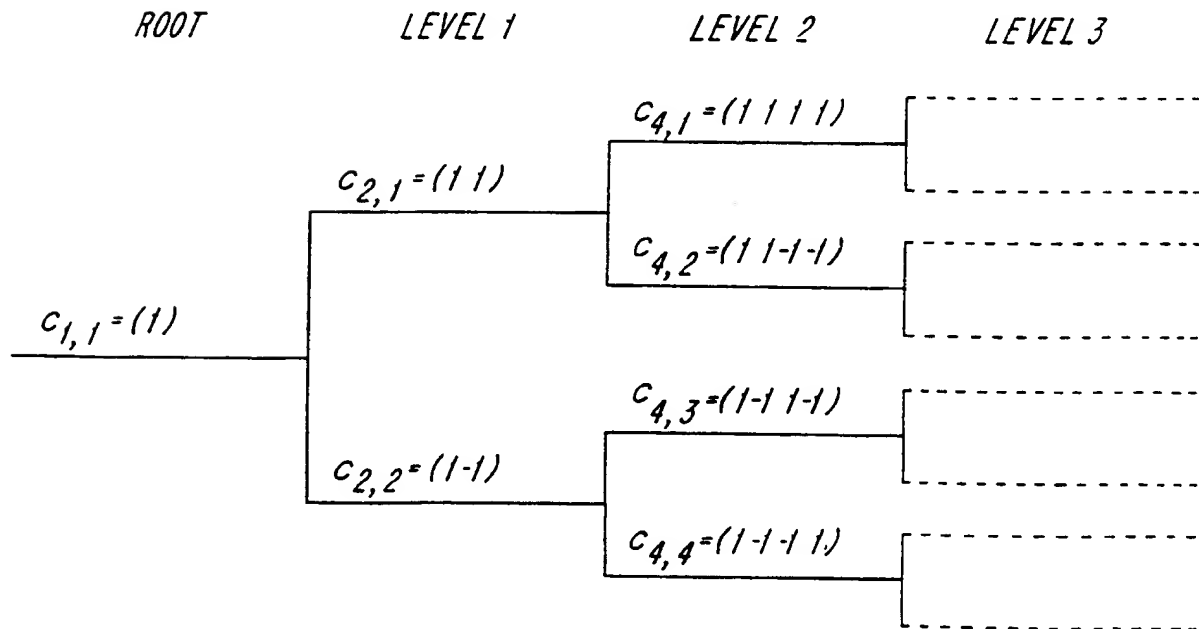 ROOT LEVEL 1 LEVEL 2 LEVEL 3
C4,1=(1 1 1 1)
C2,1=(1 1)
C4,2=(1 1-1-1)
C1,1=(1)
C4,3=(1-1 1-1)
C2,2=(1-1)
C4,4=(1-1-1 1)